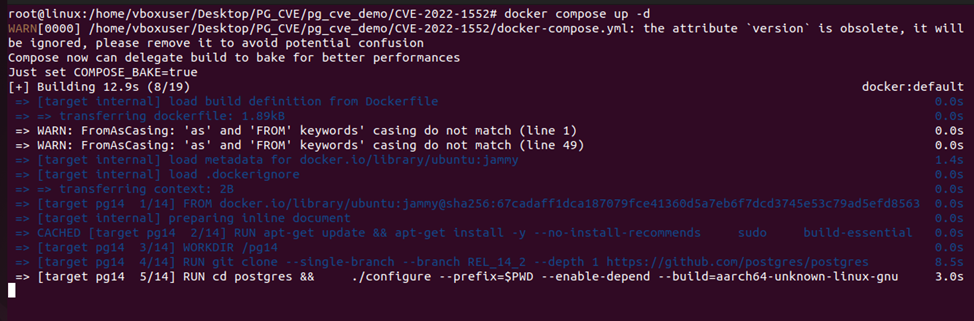 root@linux:/home/vboxuser/Desktop/PG_CVE/pg_cve_demo/CVE-2022-1552# docker compose up -d
WARN[0000] /home/vboxuser/Desktop/PG_CVE/pg_cve_demo/CVE-2022-1552/docker-compose.yml: the attribute `version` is obsolete, it will
be ignored, please remove it to avoid potential confusion
Compose now can delegate build to bake for better performances
Just set COMPOSE_BAKE=true
[+] Building 12.9s (8/19) docker:default
=> [target internal] load build definition from Dockerfile 0.0s
=> => transferring dockerfile: 1.89kB 0.0s
=> WARN: FromAsCasing: 'as' and 'FROM' keywords' casing do not match (line 1) 0.0s
=> WARN: FromAsCasing: 'as' and 'FROM' keywords' casing do not match (line 49) 0.0s
=> [target internal] load metadata for docker.io/library/ubuntu:jammy 1.4s
=> [target internal] load .dockerignore 0.0s
=> => transferring context: 2B 0.0s
=> [target pg14 1/14] FROM docker.io/library/ubuntu:jammy@sha256:67cadaff1dca187079fce41360d5a7eb6f7dcd3745e53c79ad5efd8563 0.0s
=> [target internal] preparing inline document 0.0s
=> CACHED [target pg14 2/14] RUN apt-get update && apt-get install -y --no-install-recommends sudo build-essential 0.0s
=> [target pg14 3/14] WORKDIR /pg14 0.0s
=> [target pg14 4/14] RUN git clone --single-branch --branch REL_14_2 --depth 1 https://github.com/postgres/postgres 8.5s
=> [target pg14 5/14] RUN cd postgres && ./configure --prefix=$PWD --enable-depend --build=aarch64-unknown-linux-gnu 3.0s